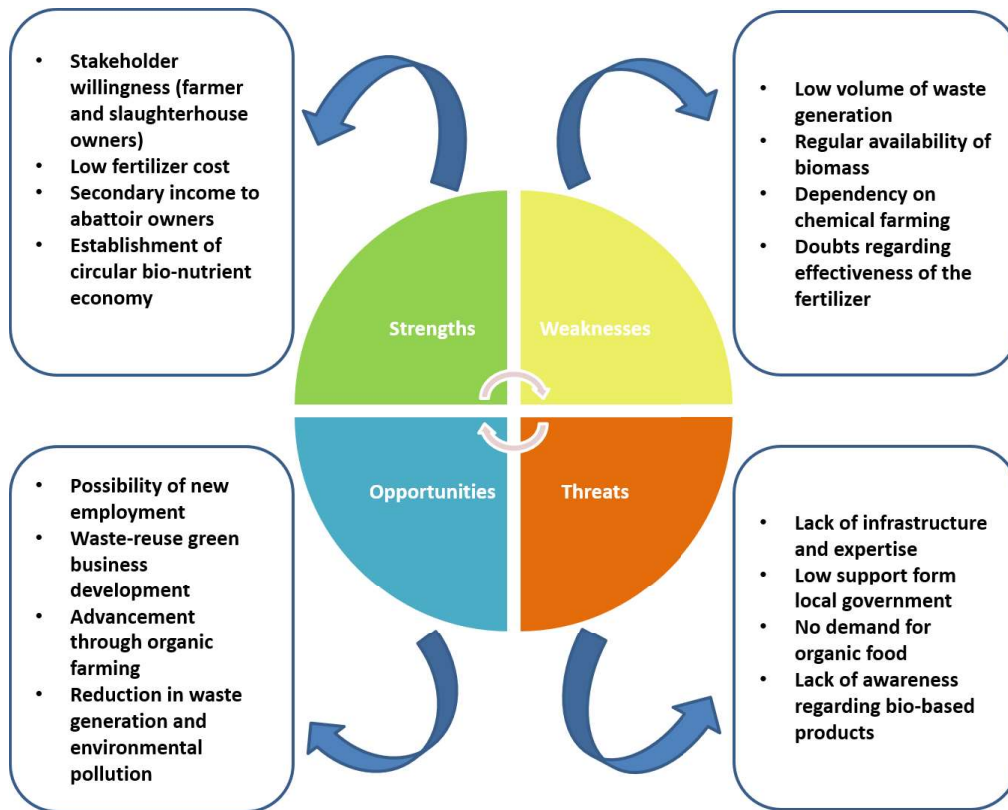 • Stakeholder
willingness (farmer
and slaughterhouse
owners)
• Low fertilizer cost
• Secondary income to
abattoir owners
• Establishment of
circular bio-nutrient
economy
• Low volume of waste
generation
• Regular availability of
biomass
• Dependency on
chemical farming
• Doubts regarding
effectiveness of the
fertilizer
Strengths
Weaknesses
Opportunities
Threats
• Possibility of new
employment
• Waste-reuse green
business
development
• Advancement
through organic
farming
• Reduction in waste
generation and
environmental
pollution
• Lack of infrastructure
and expertise
• Low support form
local government
• No demand for
organic food
• Lack of awareness
regarding bio-based
products